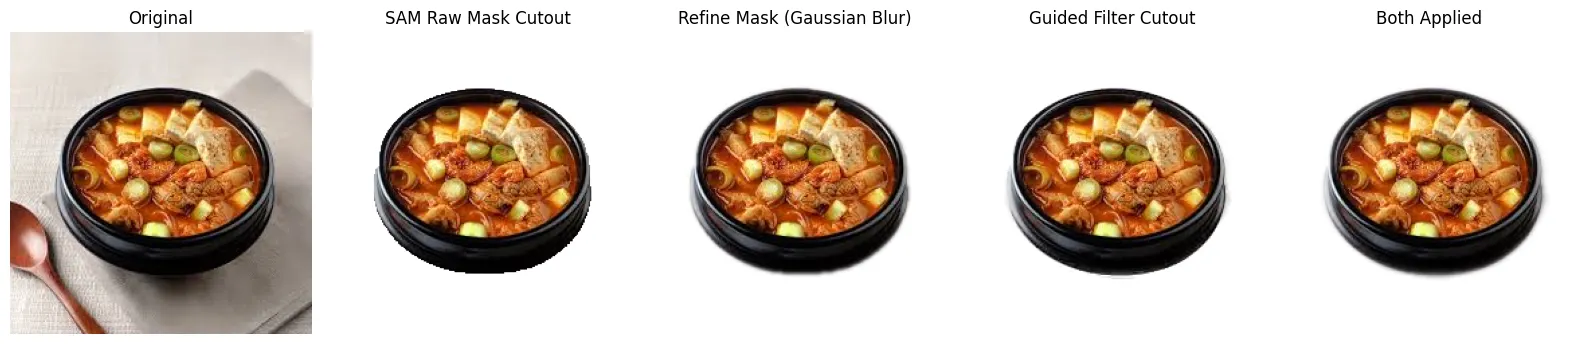 Original
SAM Raw Mask Cutout
Refine Mask (Gaussian Blur)
Guided Filter Cutout
Both Applied